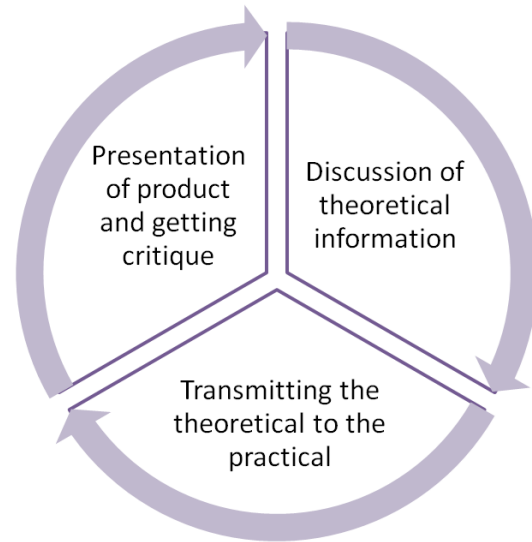 Presentation
of product
and getting
critique
Discussion of
theoretical
information
Transmitting the
theoretical to the
practical